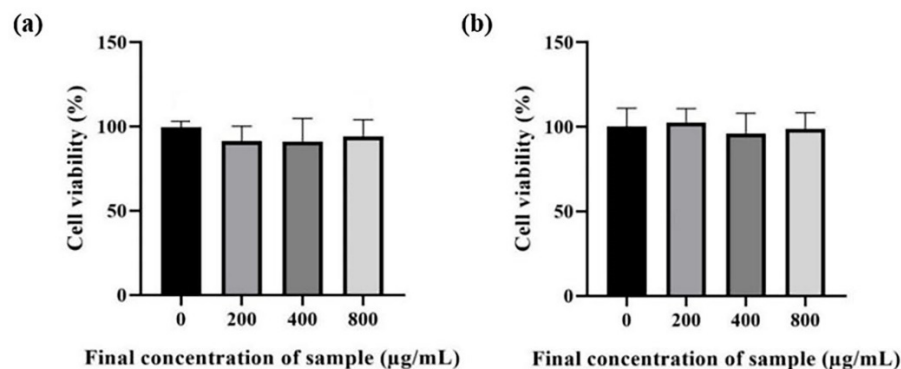 (a)
150
100
50
0
Cell viability (%)
0 200 400 800
Final concentration of sample (µg/mL)
(b)
150
100
50
0
Cell viability (%)
0 200 400 800
Final concentration of sample (µg/mL)